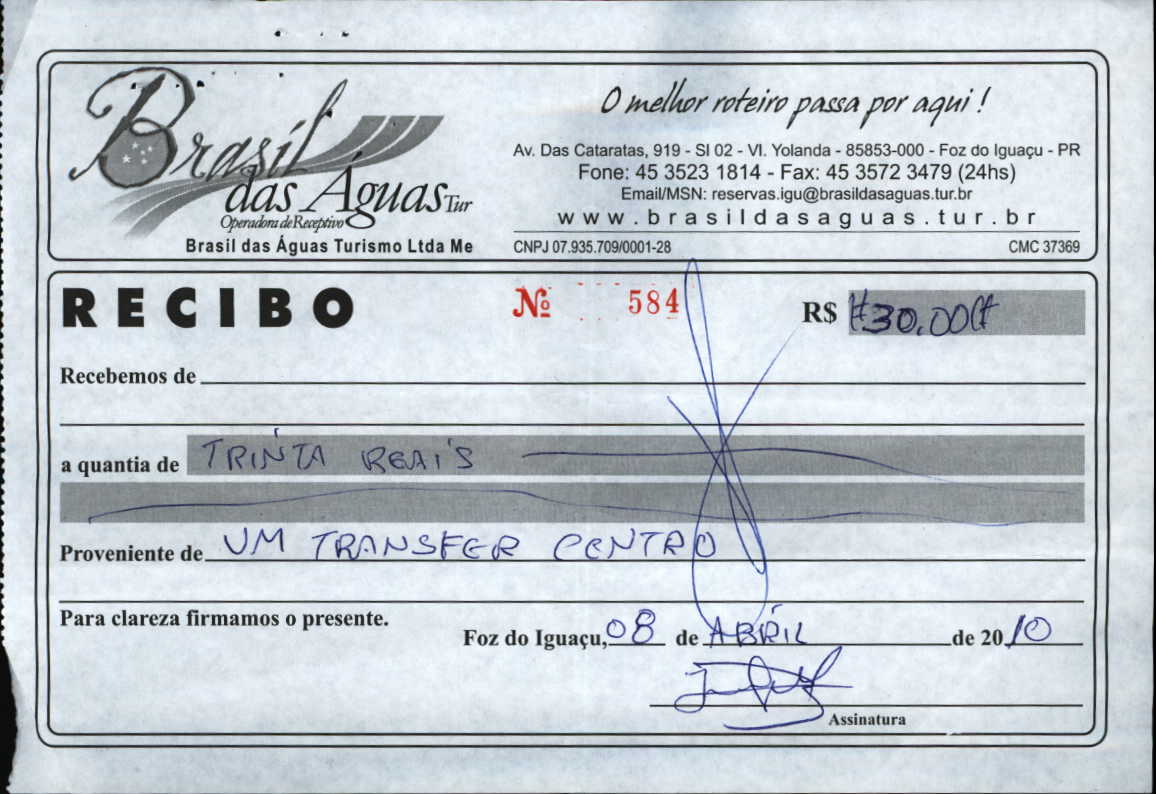 Brasil
das Águas Tur
Operadora de Receptivo
Brasil das Águas Turismo Ltda Me
O melhor roteiro passa por aqui !
Av. Das Cataratas, 919 - Sl 02 - Vl. Yolanda - 85853-000 - Foz do Iguaçu - PR
Fone: 45 3523 1814 - Fax: 45 3572 3479 (24hs)
Email/MSN: reservas.igu@brasildasaguas.tur.br
www.brasildasaguas.tur.br
CNPJ 07.935.709/0001-28 CMC 37369
RECIBO Nº 584 R$ #30,00#
Recebemos de
a quantia de TRINTA REAIS
Proveniente de UM TRANSFER CENTRO
Para clareza firmamos o presente.
Foz do Iguaçu, 08 de ABRIL de 2010
Assinatura